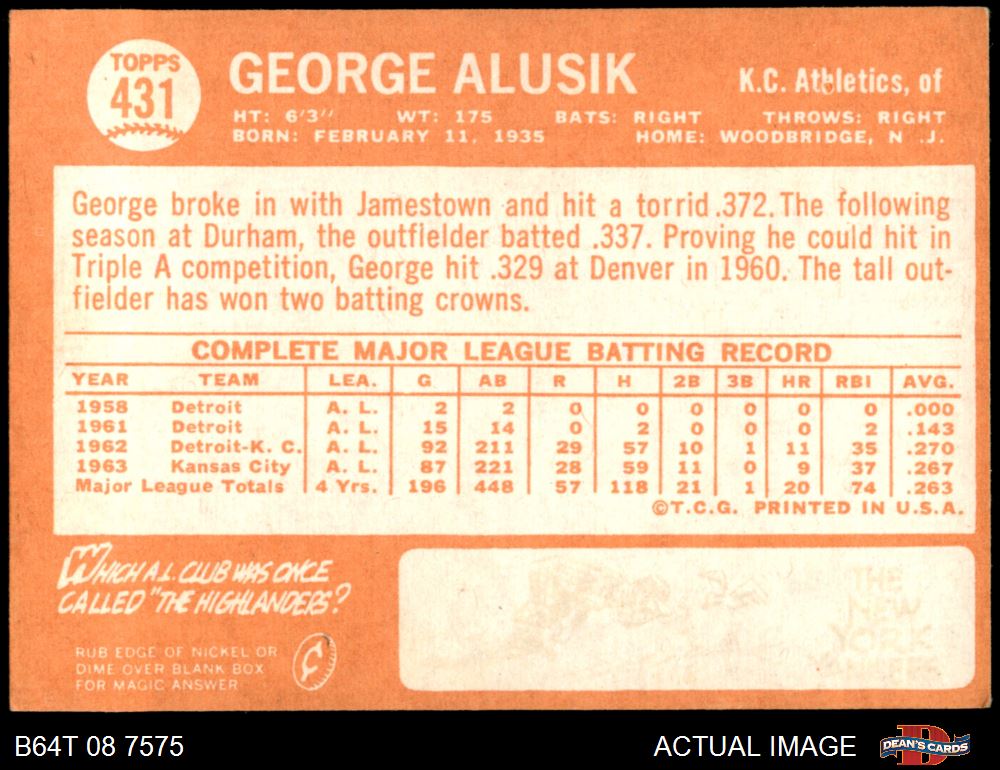 TOPPS
431
GEORGE ALUSIK
K.C. Athletics, of
HT: 6'3" WT: 175 BATS: RIGHT THROWS: RIGHT
BORN: FEBRUARY 11, 1935 HOME: WOODBRIDGE, N .J.
George broke in with Jamestown and hit a torrid .372. The following
season at Durham, the outfielder batted .337. Proving he could hit in
Triple A competition, George hit .329 at Denver in 1960. The tall out-
fielder has won two batting crowns.
COMPLETE MAJOR LEAGUE BATTING RECORD
YEAR TEAM LEA. G AB R H 2B 3B HR RBI AVG.
1958 Detroit A. L. 2 2 0 0 0 0 0 0 .000
1961 Detroit A. L. 15 14 0 2 0 0 0 2 .143
1962 Detroit-K. C. A. L. 92 211 29 57 10 1 11 35 .270
1963 Kansas City A. L. 87 221 28 59 11 0 9 37 .267
Major League Totals 4 Yrs. 196 448 57 118 21 1 20 74 .263
©T.C.G. PRINTED IN U.S.A.
WHICH A.L. CLUB WAS ONCE
CALLED "THE HIGHLANDERS?
RUB EDGE OF NICKEL OR
DIME OVER BLANK BOX
FOR MAGIC ANSWER
THE
NEW
YORK
B64T 08 7575
ACTUAL IMAGE
DEAN'S CARDS